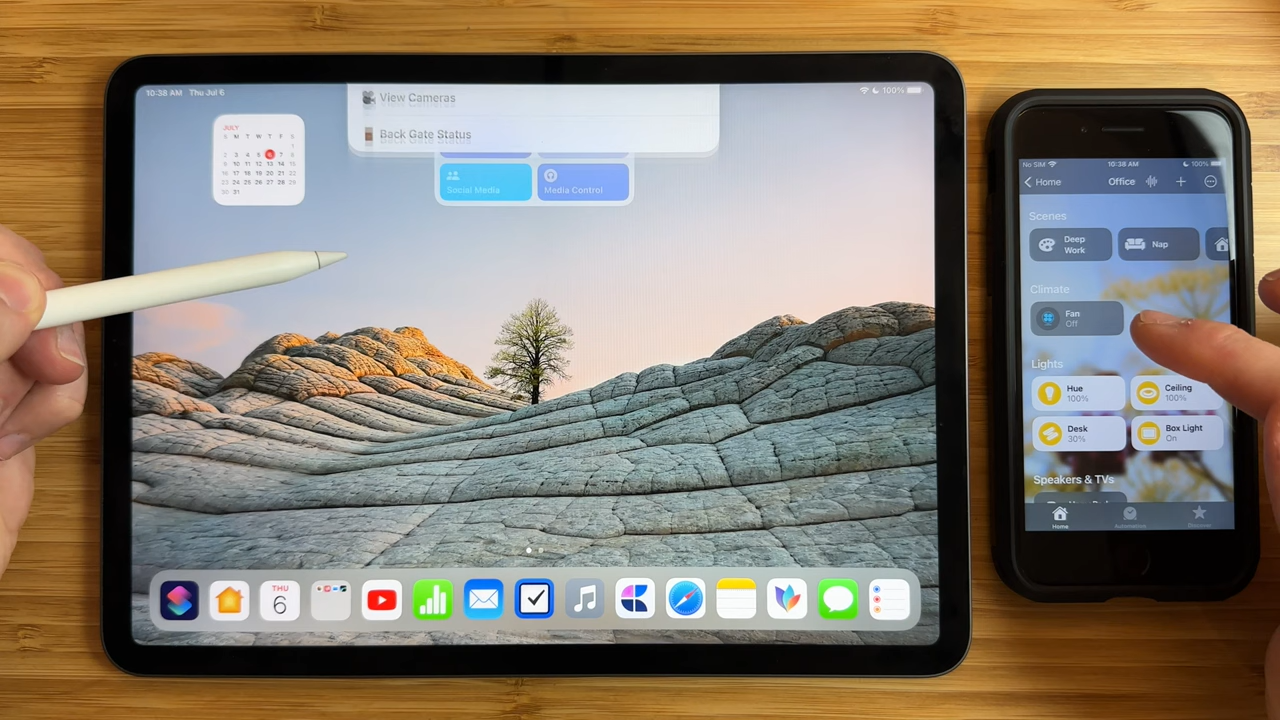 10:38 AM Thu Jul 6
100%
View Cameras
Back Gate Status
JULY
S M T W T F S
1
2 3 4 5 6 7 8
9 10 11 12 13 14 15
16 17 18 19 20 21 22
23 24 25 26 27 28 29
30 31
Social Media
Media Control
THU
6
No SIM
10:38 AM
100%
Home
Office
Scenes
Deep
Work
Nap
Climate
Fan
Off
Lights
Hue
100%
Ceiling
100%
Desk
30%
Box Light
On
Speakers & TVs
Home
Automation
Discover